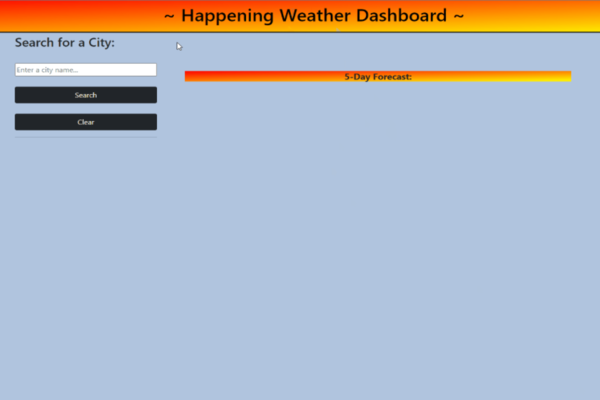 ~ Happening Weather Dashboard ~
Search for a City:
Enter a city name...
Search
Clear
5-Day Forecast: